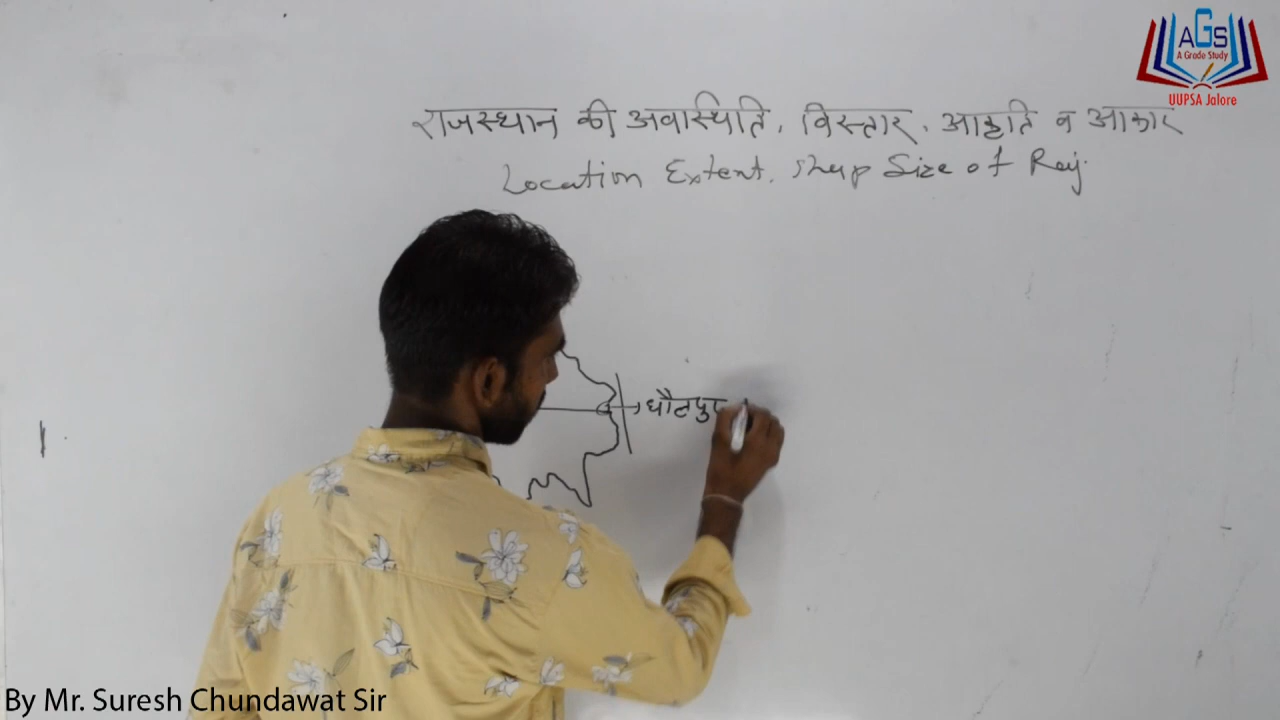 AGS
A Grade Study
UUPSA Jalore
राजस्थान की अवास्थिति, विस्तार, आकृति व आकार
Location Extent, Shap Size of Raj.
धौलपुर
By Mr. Suresh Chundawat Sir